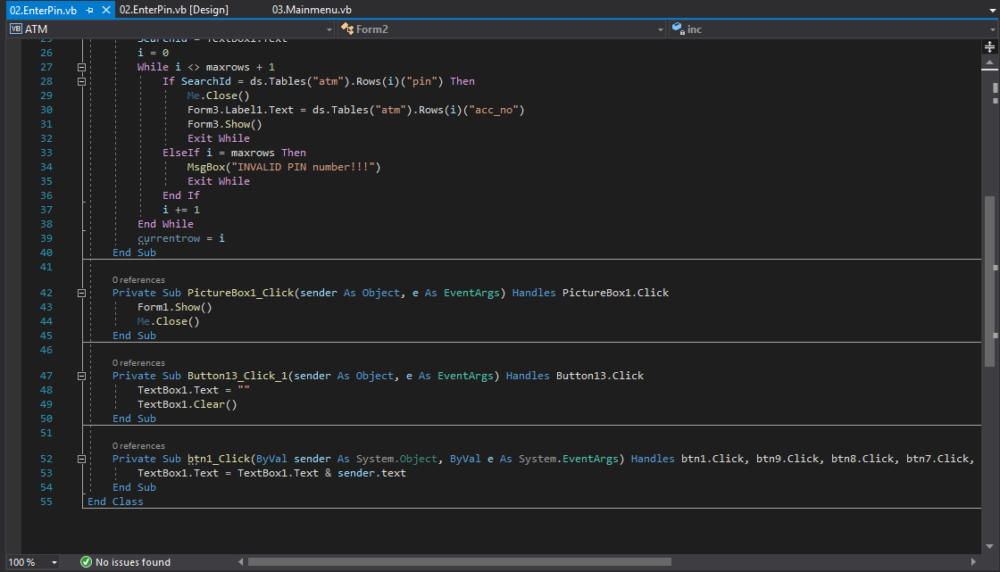 02.EnterPin.vb 02.EnterPin.vb [Design] 03.Mainmenu.vb
VB ATM Form2 inc
25 SearchId = TextBox1.Text
26 i = 0
27 While i <> maxrows + 1
28 If SearchId = ds.Tables("atm").Rows(i)("pin") Then
29 Me.Close()
30 Form3.Label1.Text = ds.Tables("atm").Rows(i)("acc_no")
31 Form3.Show()
32 Exit While
33 ElseIf i = maxrows Then
34 MsgBox("INVALID PIN number!!!")
35 Exit While
36 End If
37 i += 1
38 End While
39 currentrow = i
40 End Sub
41
0 references
42 Private Sub PictureBox1_Click(sender As Object, e As EventArgs) Handles PictureBox1.Click
43 Form1.Show()
44 Me.Close()
45 End Sub
46
0 references
47 Private Sub Button13_Click_1(sender As Object, e As EventArgs) Handles Button13.Click
48 TextBox1.Text = ""
49 TextBox1.Clear()
50 End Sub
51
0 references
52 Private Sub btn1_Click(ByVal sender As System.Object, ByVal e As System.EventArgs) Handles btn1.Click, btn9.Click, btn8.Click, btn7.Click,
53 TextBox1.Text = TextBox1.Text & sender.text
54 End Sub
55 End Class
100 % No issues found